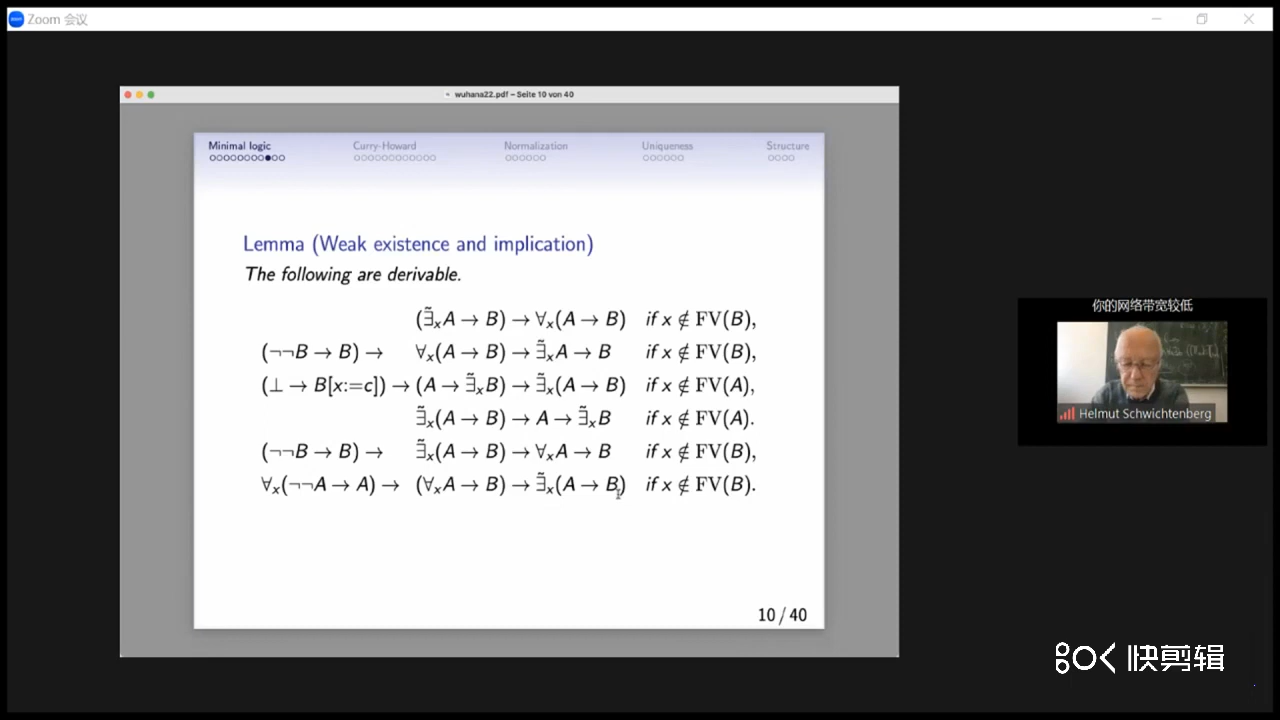 Zoom 会议
wuhana22.pdf – Seite 10 von 40
Minimal logic Curry-Howard Normalization Uniqueness Structure
Lemma (Weak existence and implication)
The following are derivable.
(∃̃ₓA → B) → ∀ₓ(A → B) if x ∉ FV(B),
(¬¬B → B) → ∀ₓ(A → B) → ∃̃ₓA → B if x ∉ FV(B),
(⊥ → B[x:=c]) → (A → ∃̃ₓB) → ∃̃ₓ(A → B) if x ∉ FV(A),
∃̃ₓ(A → B) → A → ∃̃ₓB if x ∉ FV(A).
(¬¬B → B) → ∃̃ₓ(A → B) → ∀ₓA → B if x ∉ FV(B),
∀ₓ(¬¬A → A) → (∀ₓA → B) → ∃̃ₓ(A → B) if x ∉ FV(B).
10 / 40
你的网络带宽较低
Helmut Schwichtenberg
快剪辑